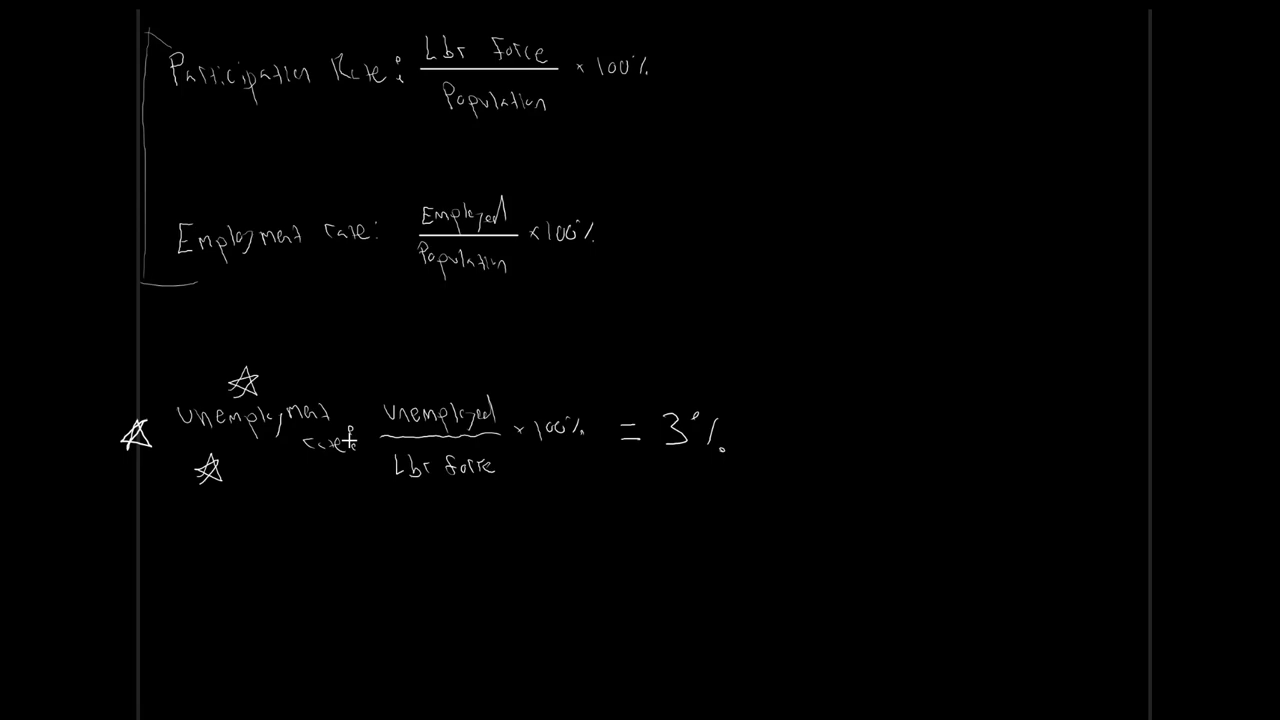 Participation Rate: Lbr Force / Population × 100%
Employment rate: Employed / Population × 100%
Unemployment rate: Unemployed / Lbr force × 100% = 3%